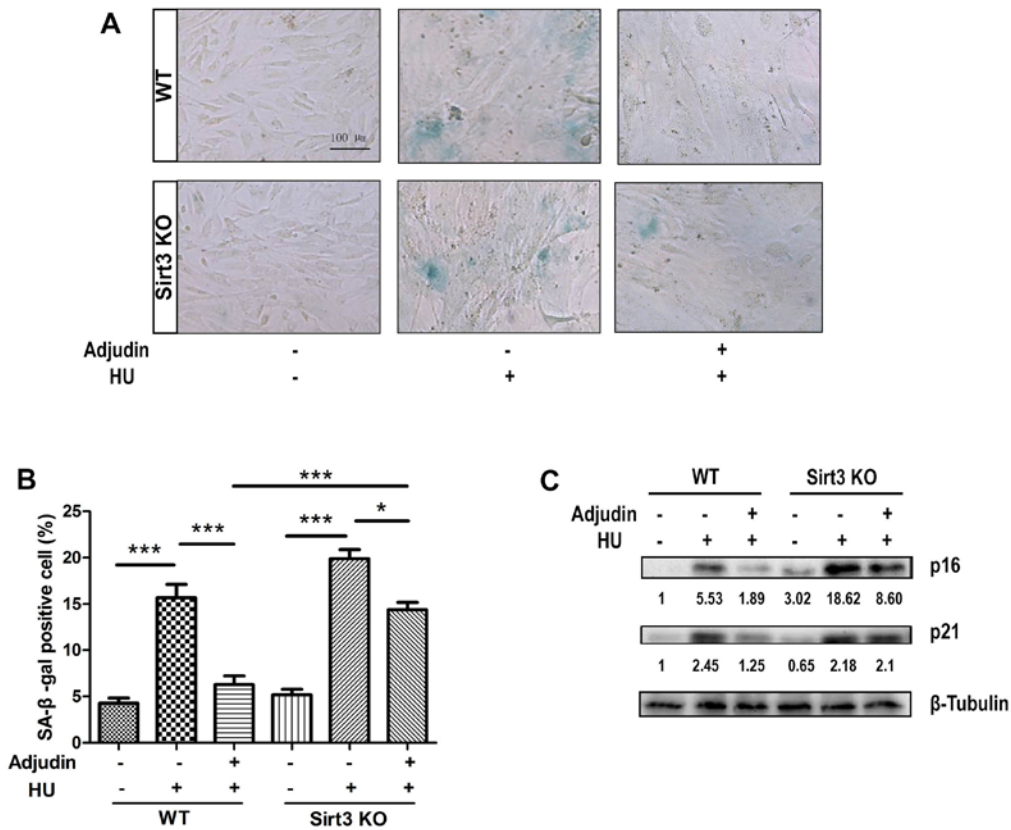 A
WT
100 μm
Sirt3 KO
Adjudin - - +
HU - + +
B
SA-β -gal positive cell (%)
25
20
15
10
5
0
*** *** *** *** *
Adjudin - - + - - +
HU - + + - + +
WT Sirt3 KO
C
WT Sirt3 KO
Adjudin - - + - - +
HU - + + - + +
p16
1 5.53 1.89 3.02 18.62 8.60
p21
1 2.45 1.25 0.65 2.18 2.1
β-Tubulin